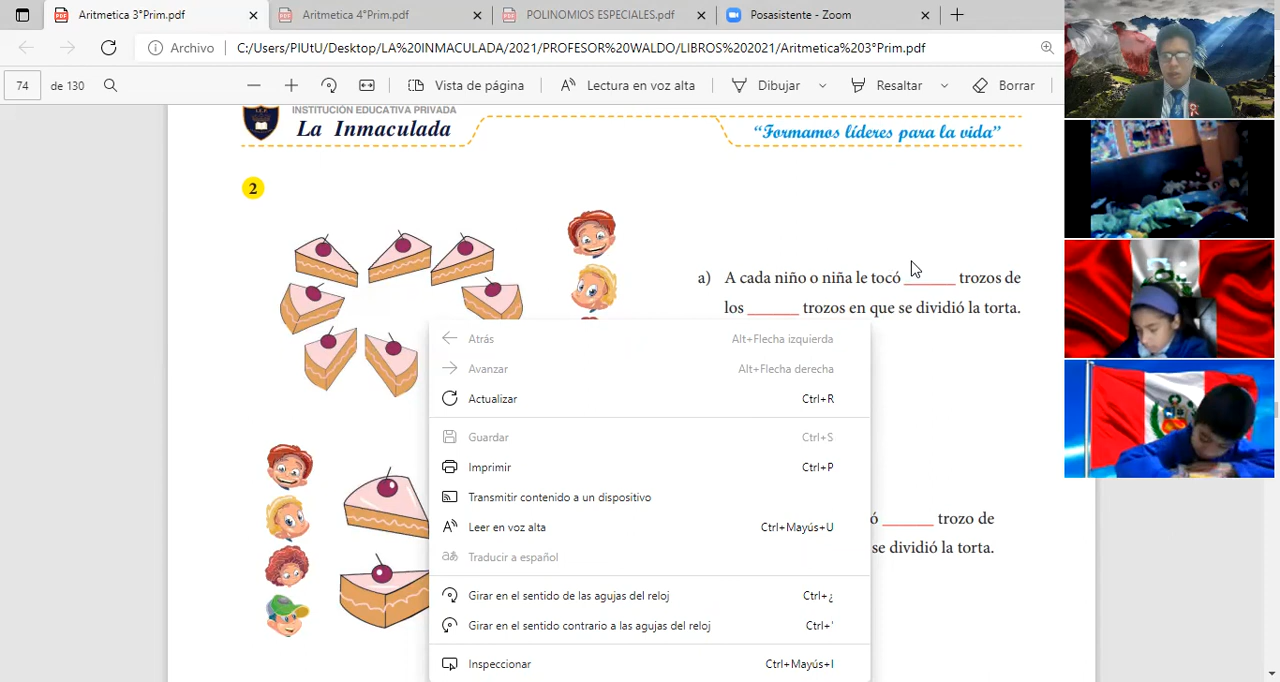 Aritmetica 3°Prim.pdf
Aritmetica 4°Prim.pdf
POLINOMIOS ESPECIALES.pdf
Posasistente - Zoom
Archivo
C:/Users/PIUtU/Desktop/LA%20INMACULADA/2021/PROFESOR%20WALDO/LIBROS%202021/Aritmetica%203°Prim.pdf
74 de 130
Vista de página
Lectura en voz alta
Dibujar
Resaltar
Borrar
INSTITUCIÓN EDUCATIVA PRIVADA
La Inmaculada
“Formamos líderes para la vida”
2
a) A cada niño o niña le tocó ______ trozos de
los ______ trozos en que se dividió la torta.
Atrás Alt+Flecha izquierda
Avanzar Alt+Flecha derecha
Actualizar Ctrl+R
Guardar Ctrl+S
Imprimir Ctrl+P
Transmitir contenido a un dispositivo
Leer en voz alta Ctrl+Mayús+U
Traducir a español
Girar en el sentido de las agujas del reloj Ctrl+¿
Girar en el sentido contrario a las agujas del reloj Ctrl+'
Inspeccionar Ctrl+Mayús+I
ó ______ trozo de
se dividió la torta.